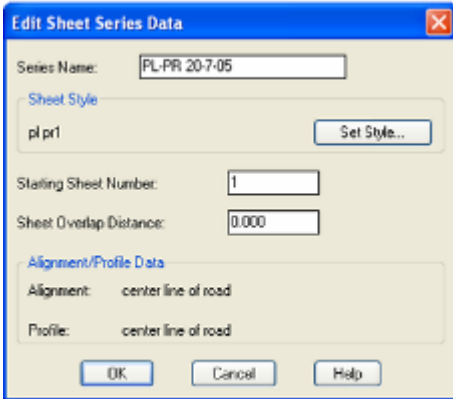 Edit Sheet Series Data
Series Name: PL-PR 20-7-05
Sheet Style
pl pr1 Set Style...
Starting Sheet Number: 1
Sheet Overlap Distance: 0.000
Alignment/Profile Data
Alignment: center line of road
Profile: center line of road
OK Cancel Help